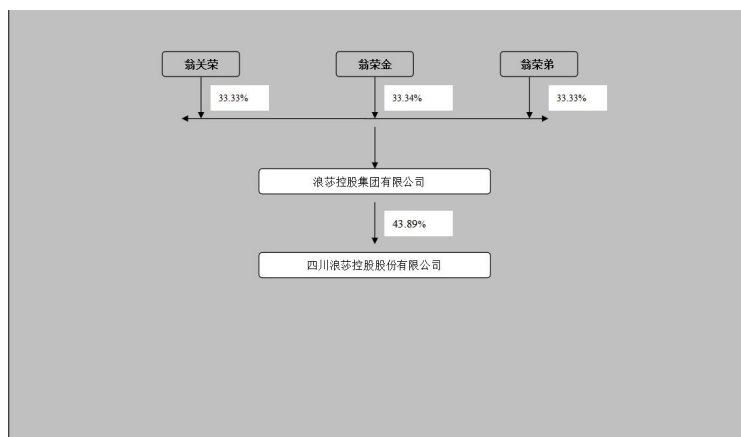 翁关荣
翁荣金
翁荣弟
33.33%
33.34%
33.33%
浪莎控股集团有限公司
43.89%
四川浪莎控股股份有限公司